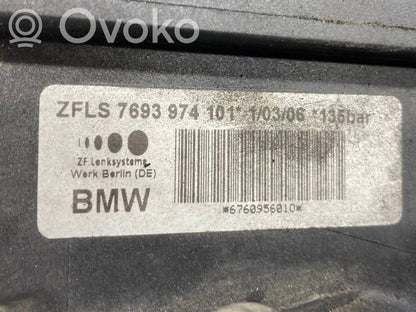 Ovoko
ZFLS 7693 974 101* 1/03/06 *135bar
ZF Lenksysteme
Werk Berlin (DE)
BMW
*6760956010*